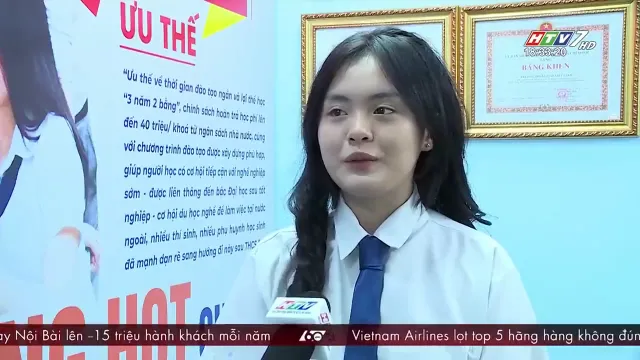 ƯU THẾ
"Ưu thế về thời gian đào tạo ngắn và lợi thế học
"3 năm 2 bằng", chính sách hoàn trả học phí lên
đến 40 triệu/ khoá từ ngân sách nhà nước, cùng
với chương trình đào tạo được xây dựng phù hợp,
giúp người học có cơ hội tiếp cận với nghề nghiệp
sớm - được liên thông đến bậc Đại học sau tốt
nghiệp - cơ hội du học nghề để làm việc tại nước
ngoài, nhiều thí sinh, nhiều phụ huynh học sinh
đã mạnh dạn rẽ sang hướng đi này sau THCS
HOT
BẰNG KHEN
HTV7 HD
18:33:20
HTV
ay Nội Bài lên –15 triệu hành khách mỗi năm
60
Vietnam Airlines lọt top 5 hãng hàng không đún